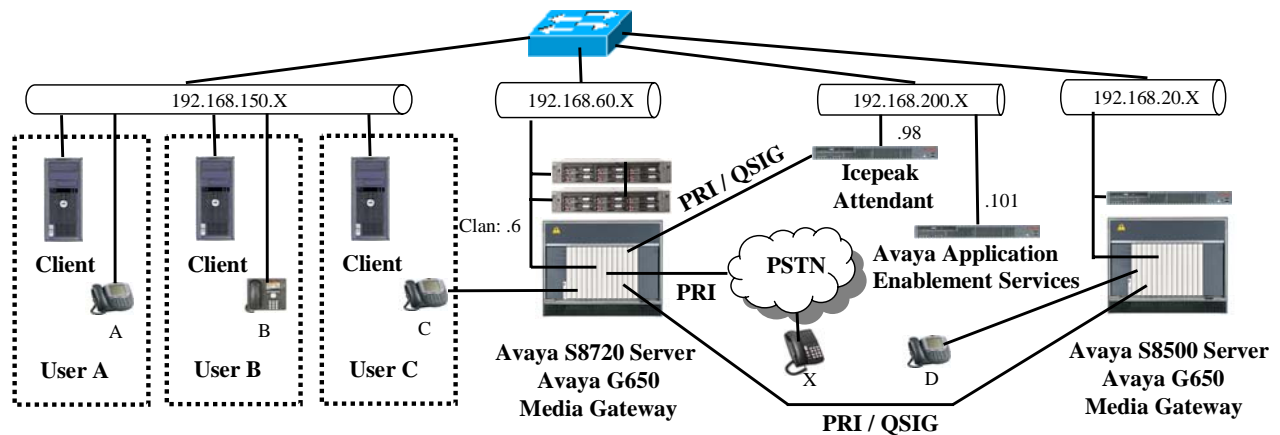 192.168.150.X
192.168.60.X
192.168.200.X
192.168.20.X
.98
PRI / QSIG
Icepeak
Attendant
.101
Clan: .6
Client
Client
Client
PSTN
PRI
Avaya Application
Enablement Services
A
B
C
User A
User B
User C
X
D
Avaya S8720 Server
Avaya G650
Media Gateway
Avaya S8500 Server
Avaya G650
Media Gateway
PRI / QSIG